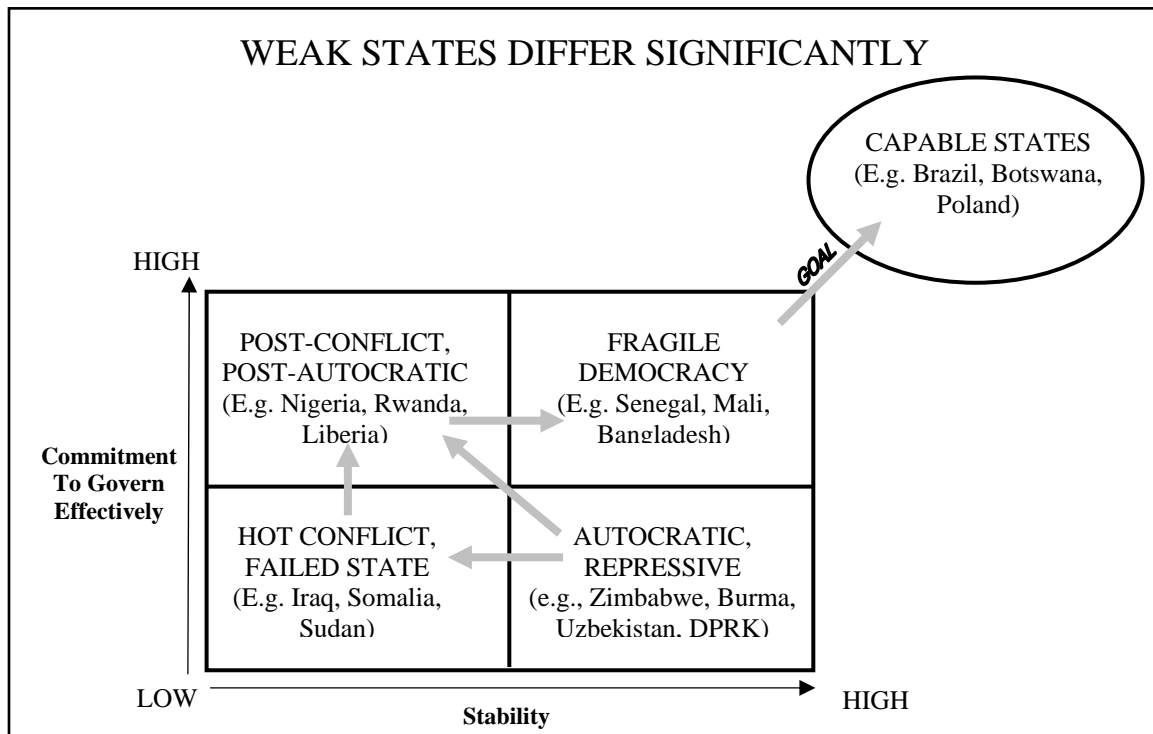 WEAK STATES DIFFER SIGNIFICANTLY
CAPABLE STATES
(E.g. Brazil, Botswana,
Poland)
GOAL
HIGH
POST-CONFLICT,
POST-AUTOCRATIC
(E.g. Nigeria, Rwanda,
Liberia)
FRAGILE
DEMOCRACY
(E.g. Senegal, Mali,
Bangladesh)
Commitment
To Govern
Effectively
HOT CONFLICT,
FAILED STATE
(E.g. Iraq, Somalia,
Sudan)
AUTOCRATIC,
REPRESSIVE
(e.g., Zimbabwe, Burma,
Uzbekistan, DPRK)
LOW
Stability
HIGH